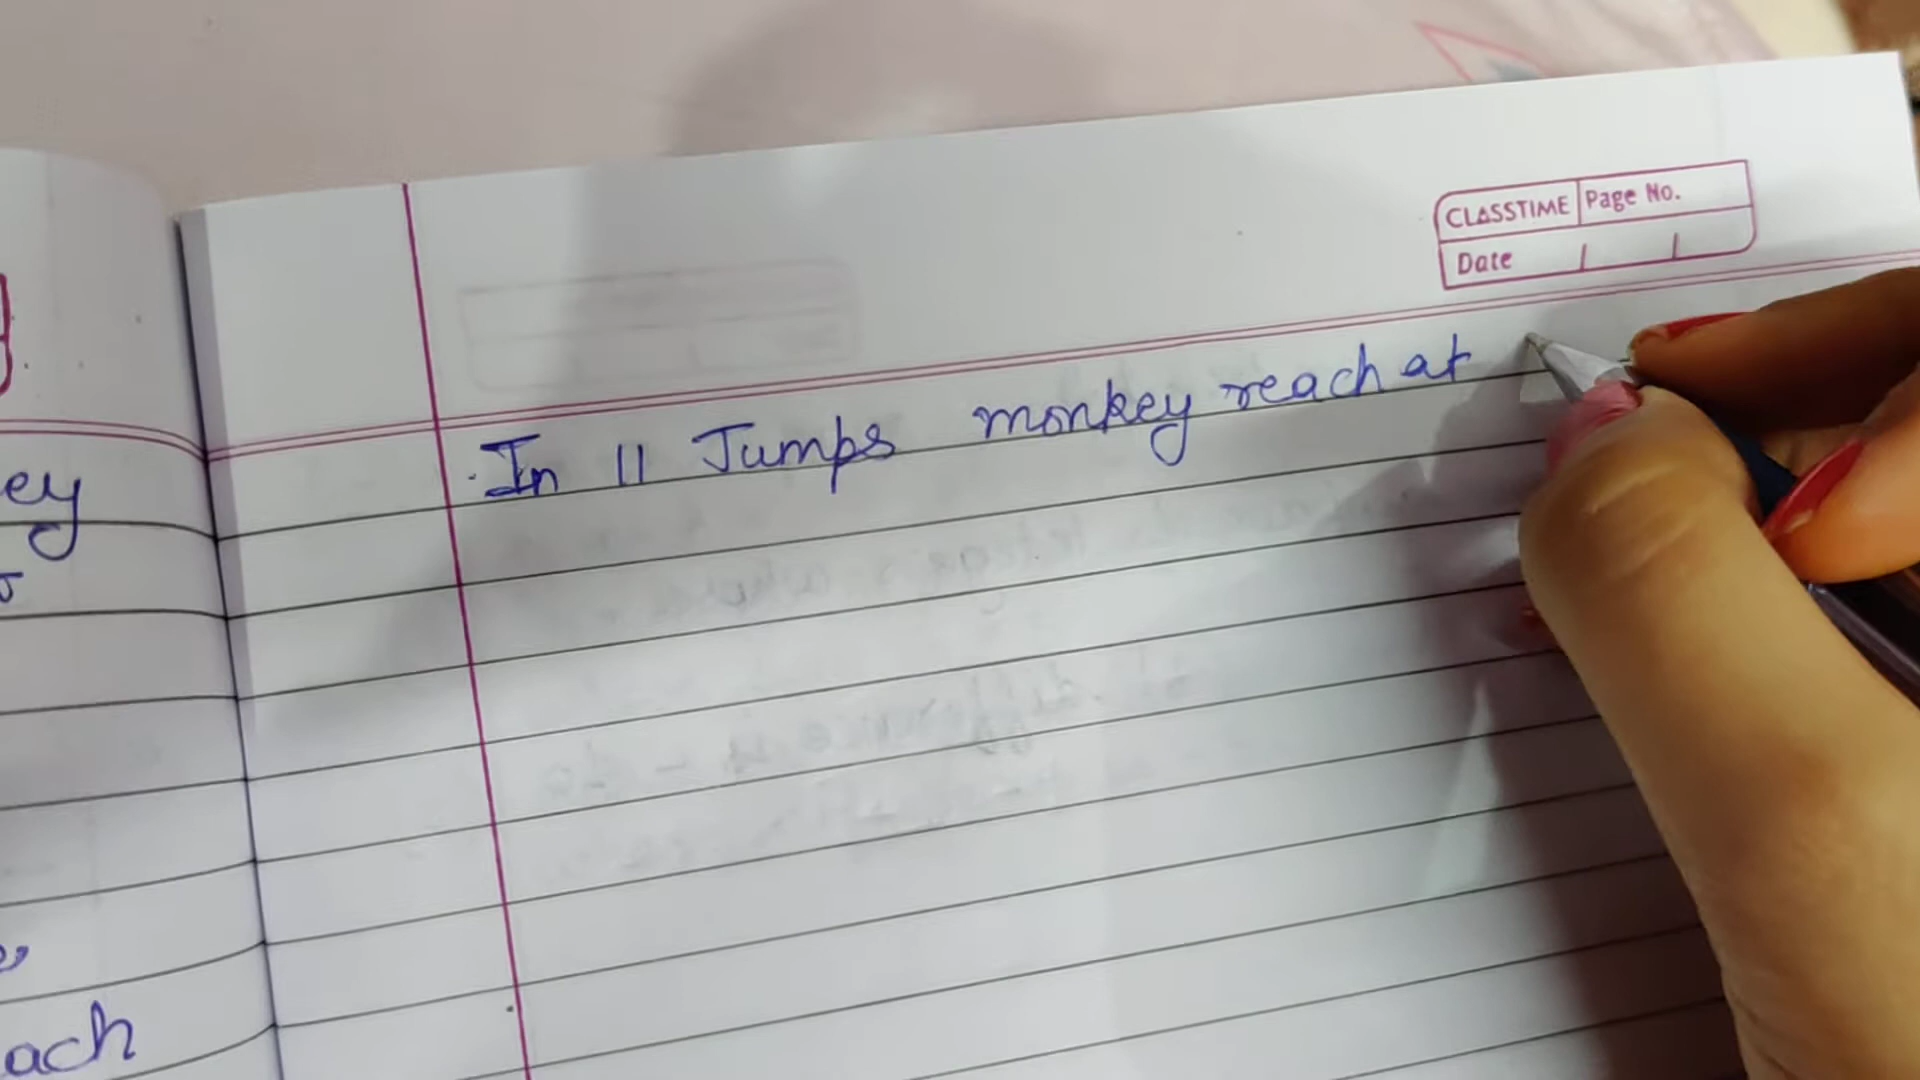 CLASSTIME Page No.
Date
In 11 Jumps monkey reach at
ey
ach